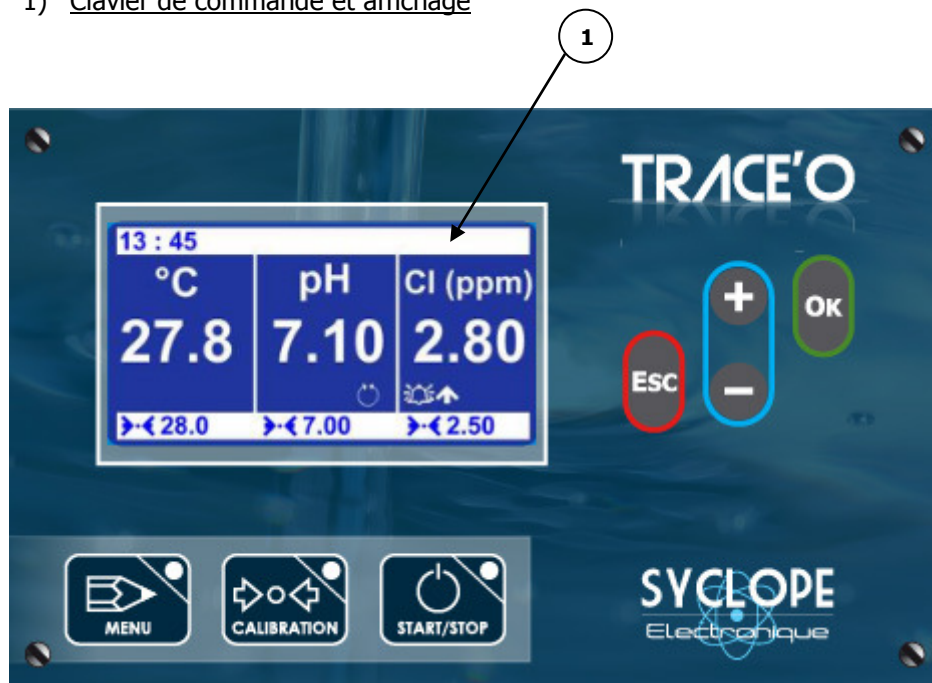 1) Clavier de commande et affichage
1
TRACE'O
13 : 45
°C pH Cl (ppm)
27.8 7.10 2.80
28.0 7.00 2.50
+
OK
ESC
−
MENU CALIBRATION START/STOP
SYCLOPE
Electronique